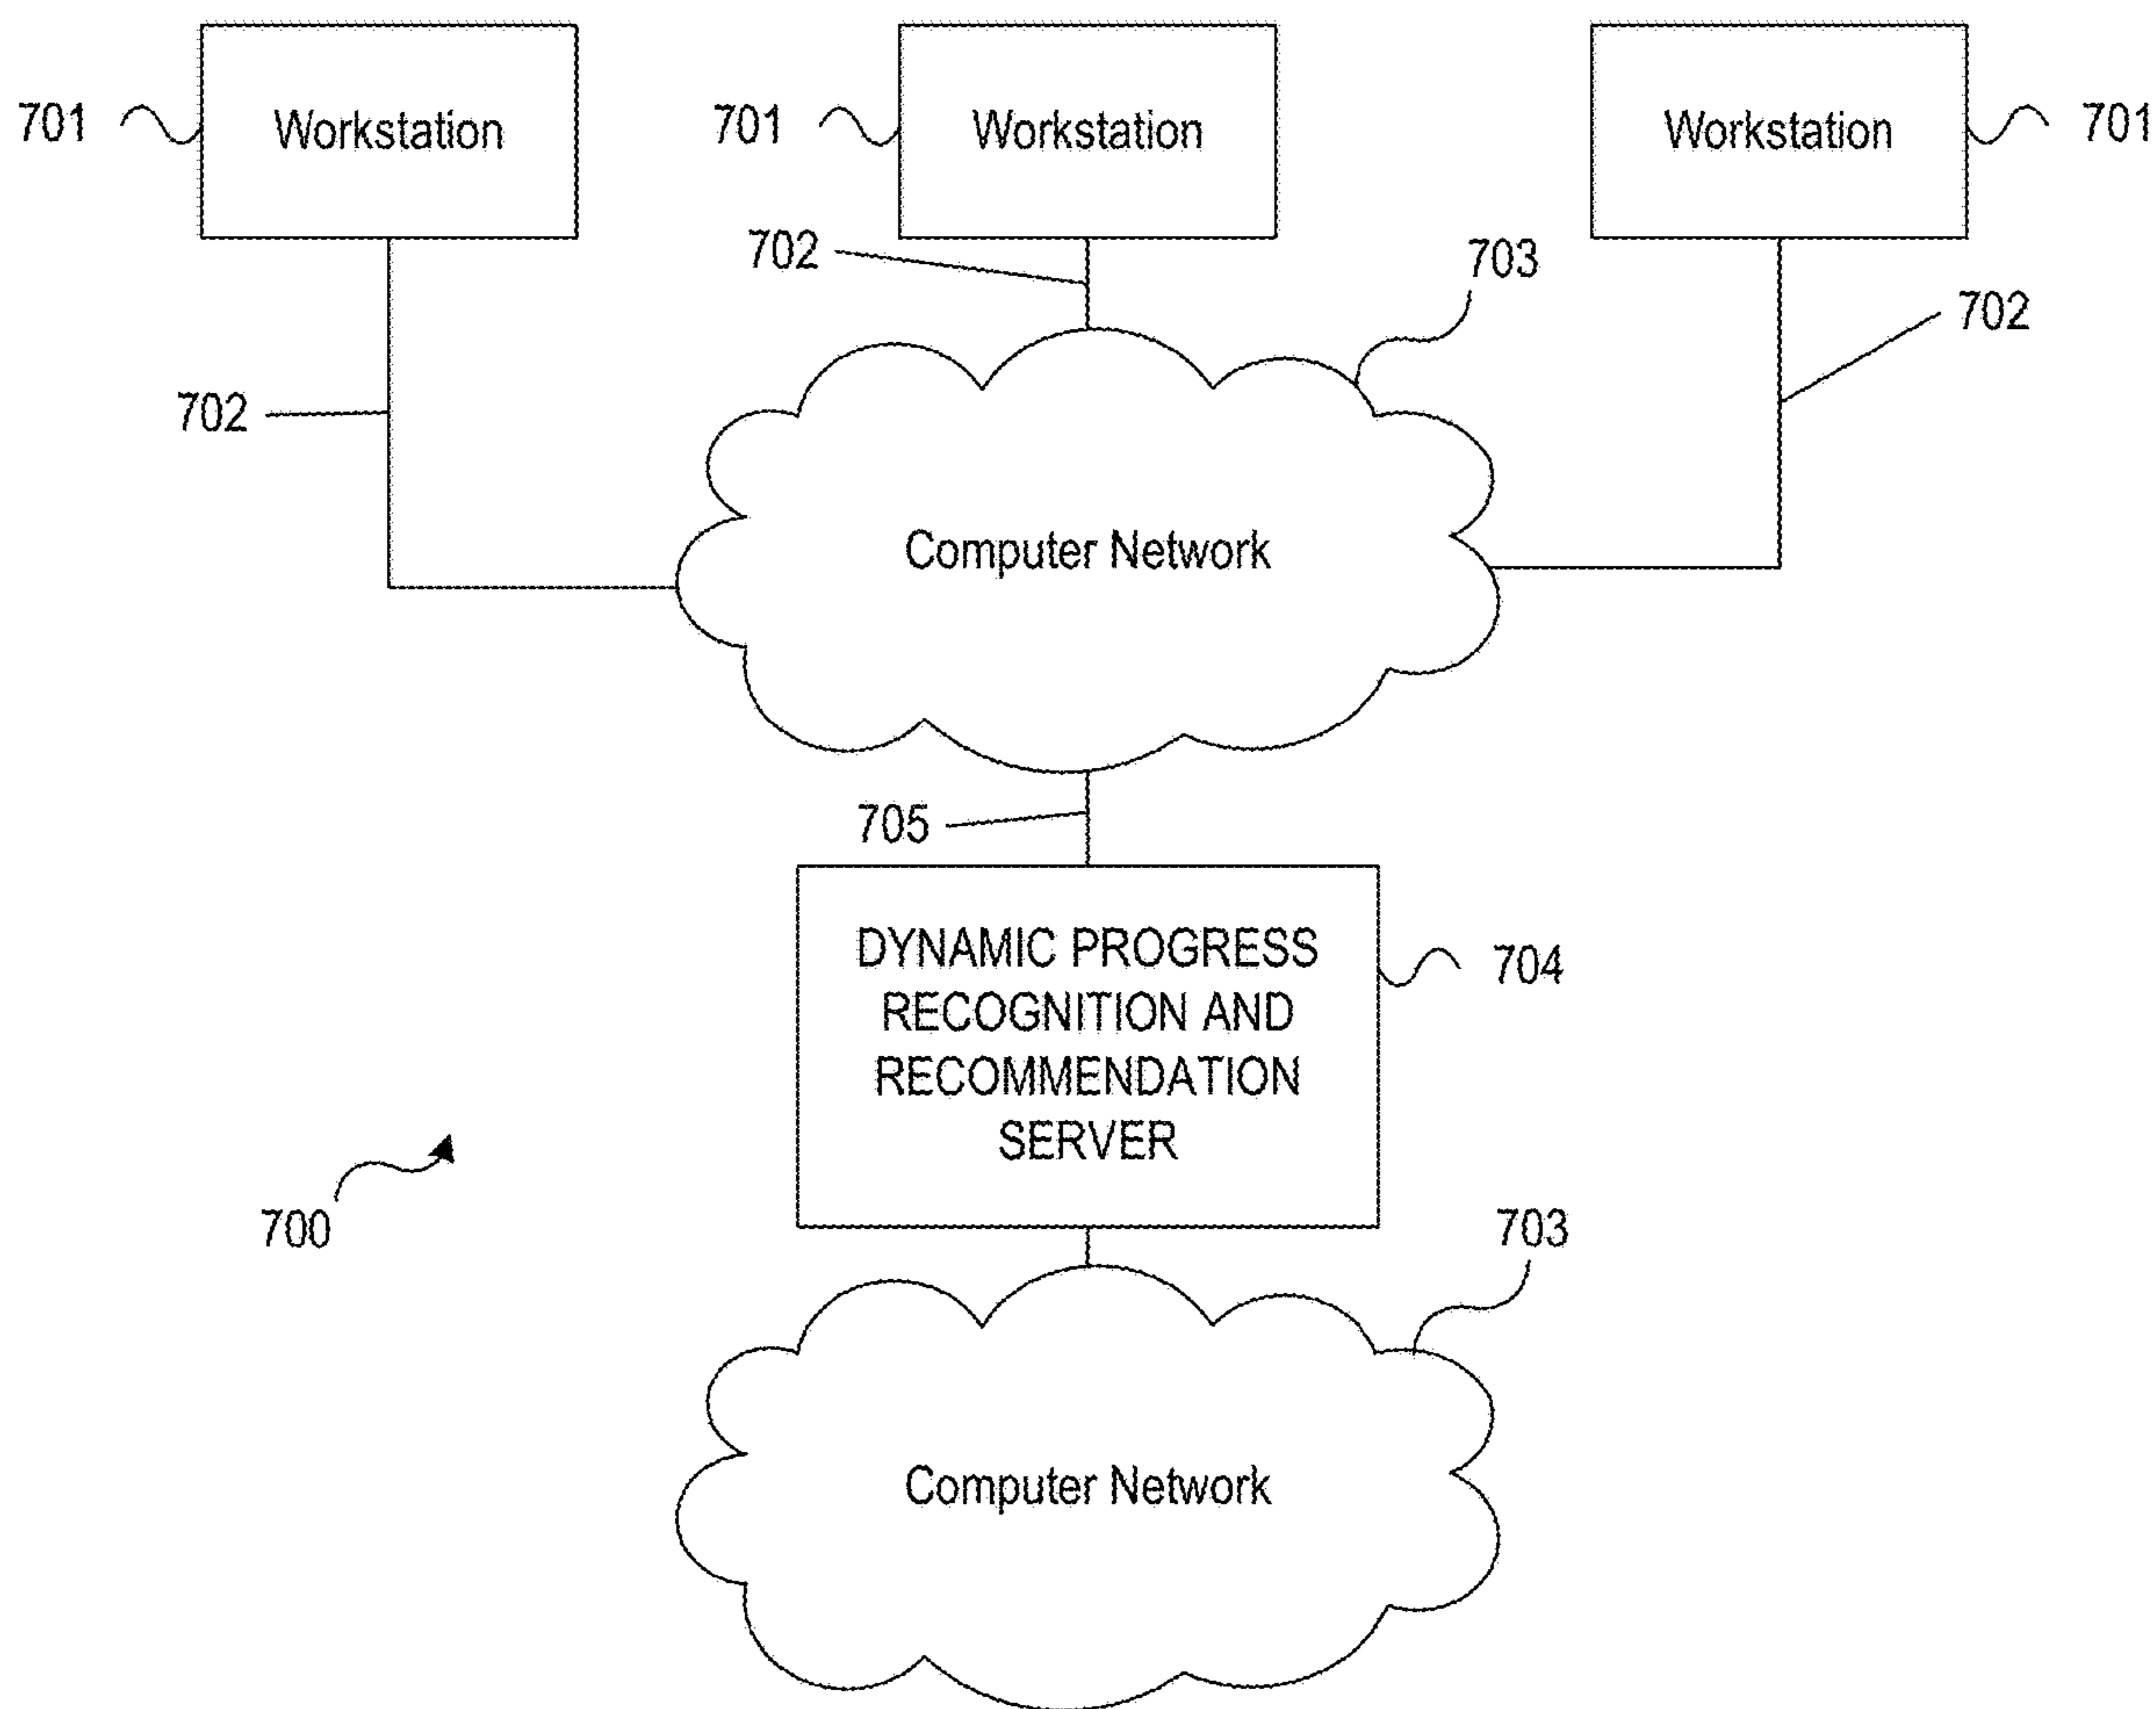 701 Workstation 701 Workstation Workstation 701
702 703
702
702
Computer Network
705
DYNAMIC PROGRESS
RECOGNITION AND
RECOMMENDATION
SERVER
704
700
703
Computer Network